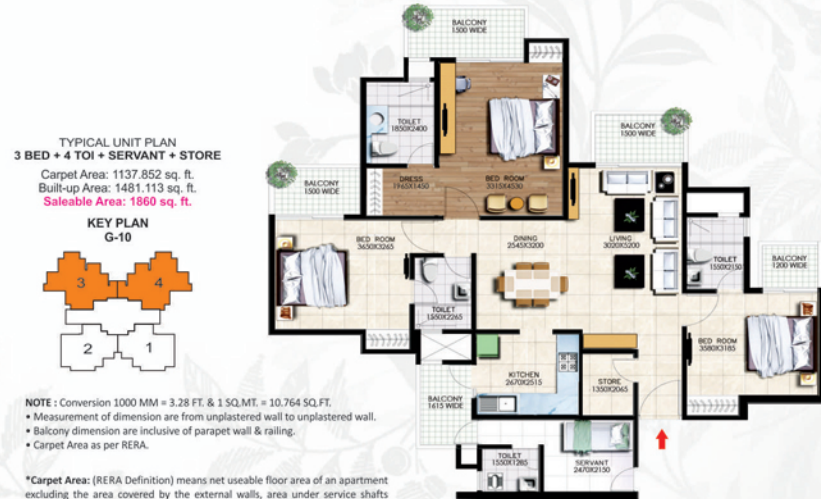 TYPICAL UNIT PLAN
3 BED + 4 TOI + SERVANT + STORE
Carpet Area: 1137.852 sq. ft.
Built-up Area: 1481.113 sq. ft.
Saleable Area: 1860 sq. ft.
KEY PLAN
G-10
3
4
2
1
NOTE : Conversion 1000 MM = 3.28 FT. & 1 SQ.MT. = 10.764 SQ.FT.
• Measurement of dimension are from unplastered wall to unplastered wall.
• Balcony dimension are inclusive of parapet wall & railing.
• Carpet Area as per RERA.
*Carpet Area: (RERA Definition) means net useable floor area of an apartment
excluding the area covered by the external walls, area under service shafts
BALCONY
1500 WIDE
TOILET
1850X2400
DRESS
1965X1450
BED ROOM
3315X4530
BALCONY
1500 WIDE
BALCONY
1500 WIDE
BED ROOM
3650X3265
DINING
2545X3200
LIVING
3020X5200
TOILET
1550X2150
BALCONY
1200 WIDE
TOILET
1550X2265
BED ROOM
3580X3185
KITCHEN
2670X2515
STORE
1350X2065
BALCONY
1615 WIDE
TOILET
1550X1265
SERVANT
2470X2150